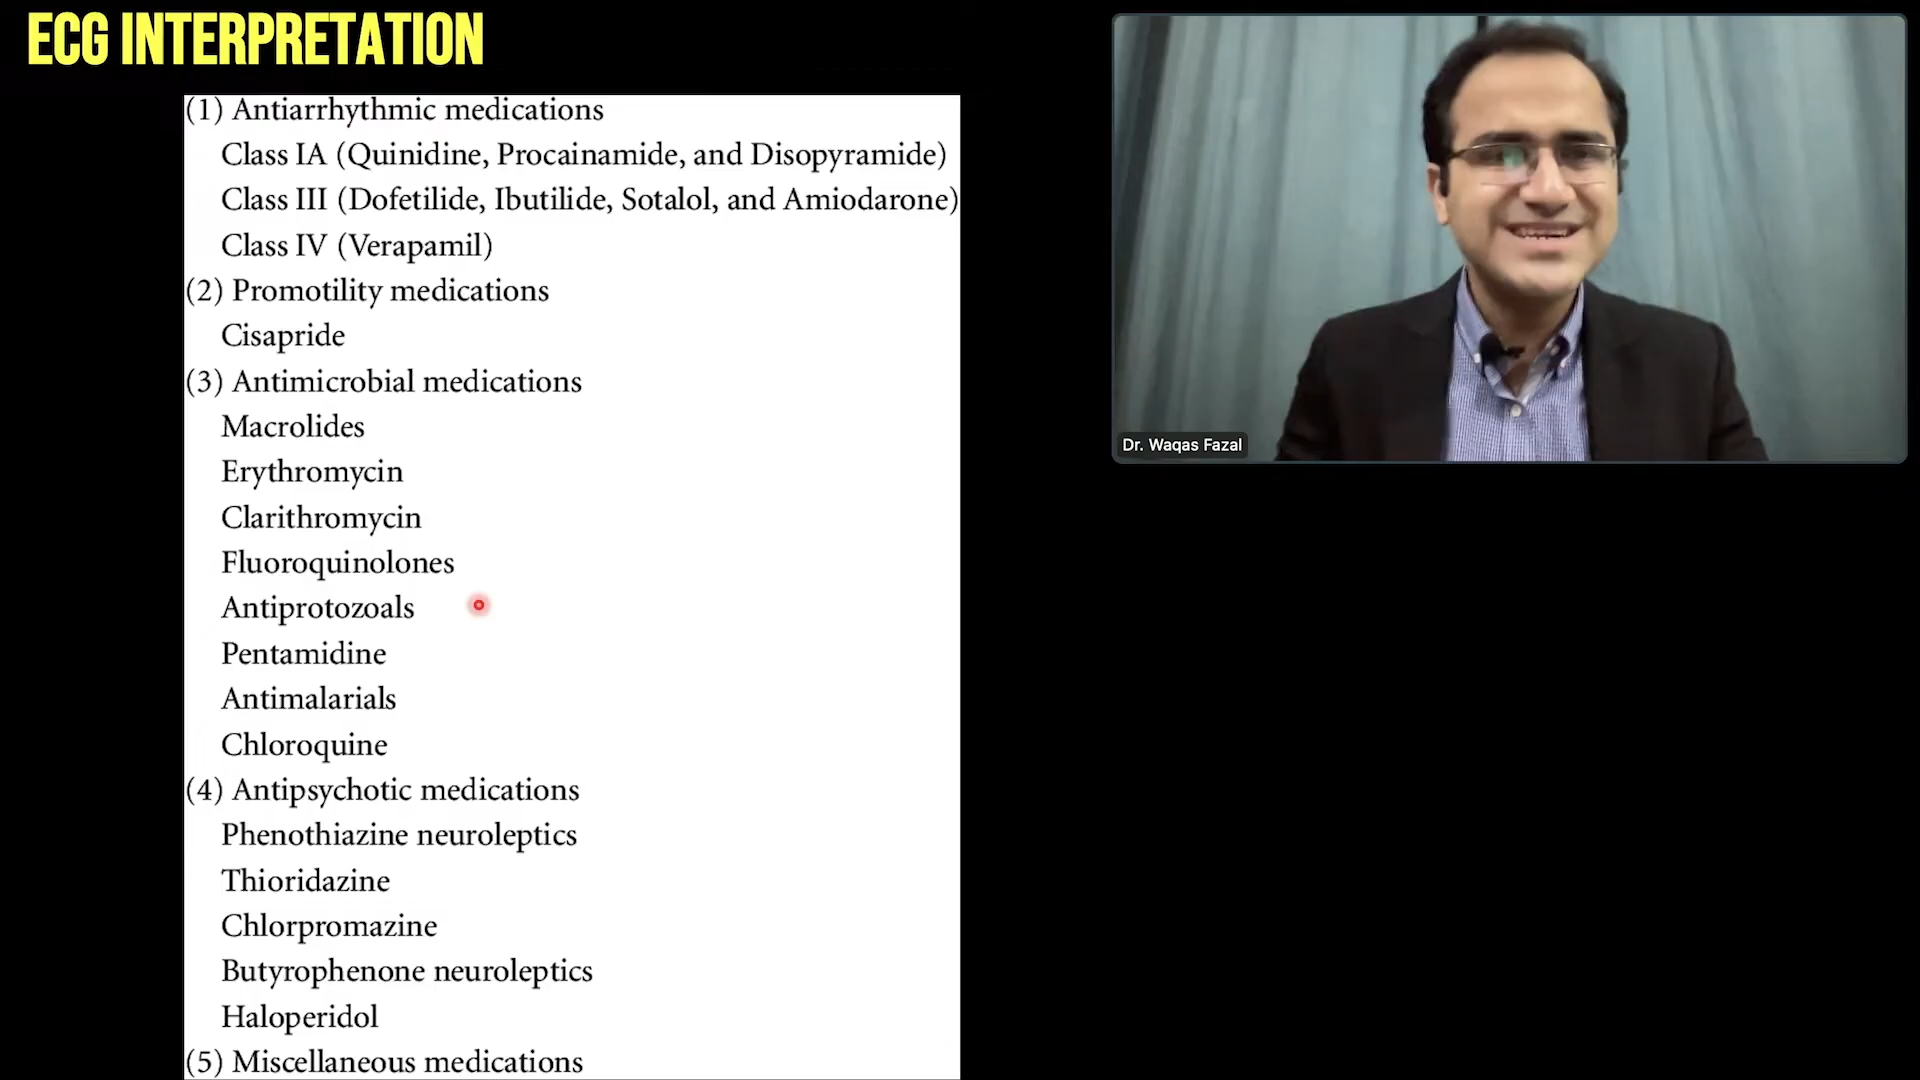 ECG INTERPRETATION
(1) Antiarrhythmic medications
Class IA (Quinidine, Procainamide, and Disopyramide)
Class III (Dofetilide, Ibutilide, Sotalol, and Amiodarone)
Class IV (Verapamil)
(2) Promotility medications
Cisapride
(3) Antimicrobial medications
Macrolides
Erythromycin
Clarithromycin
Fluoroquinolones
Antiprotozoals
Pentamidine
Antimalarials
Chloroquine
(4) Antipsychotic medications
Phenothiazine neuroleptics
Thioridazine
Chlorpromazine
Butyrophenone neuroleptics
Haloperidol
(5) Miscellaneous medications
Dr. Waqas Fazal